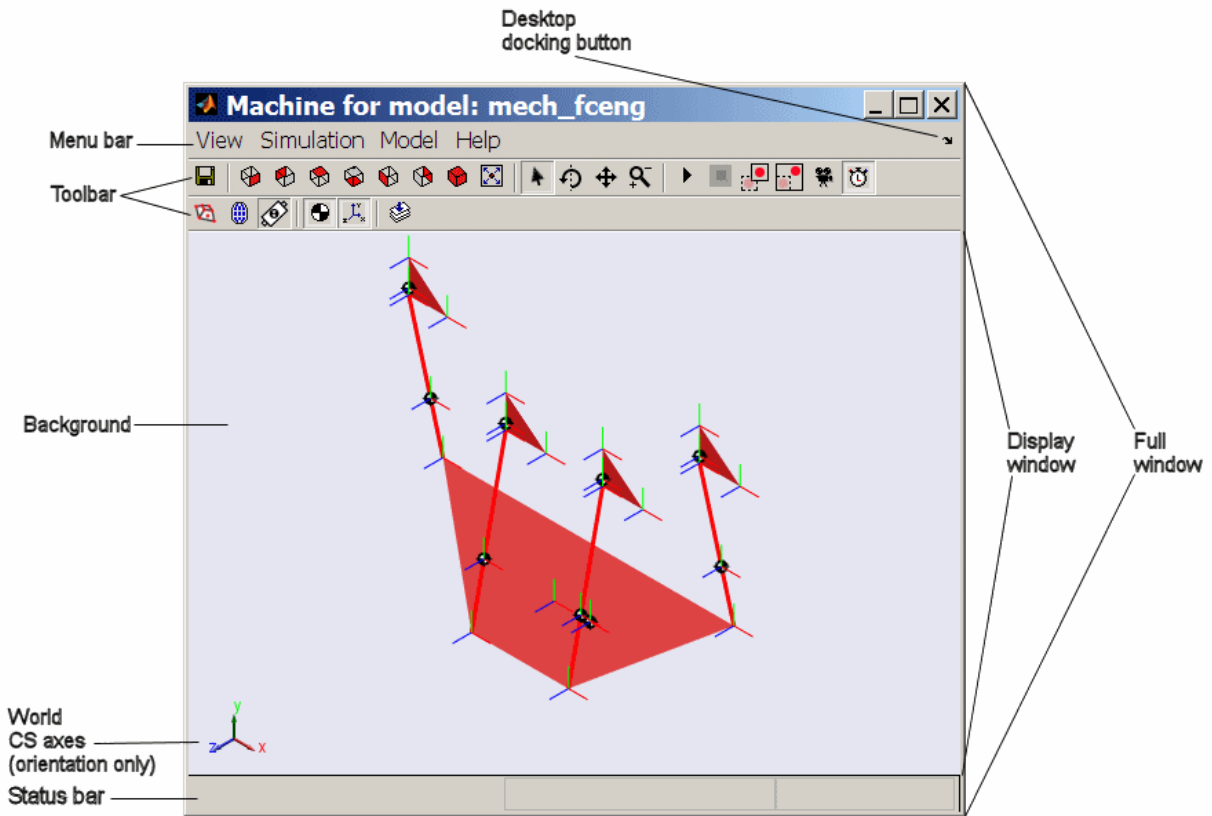 Desktop
docking button
Machine for model: mech_fceng
Menu bar
View Simulation Model Help
Toolbar
Background
Display
window
Full
window
World
CS axes
(orientation only)
y
z
x
Status bar